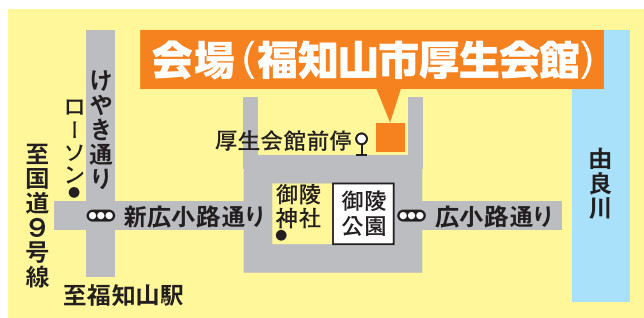 会場（福知山市厚生会館）
けやき通り
ローソン
至国道9号線
厚生会館前停
由良川
新広小路通り
御陵
神社
御陵
公園
広小路通り
至福知山駅